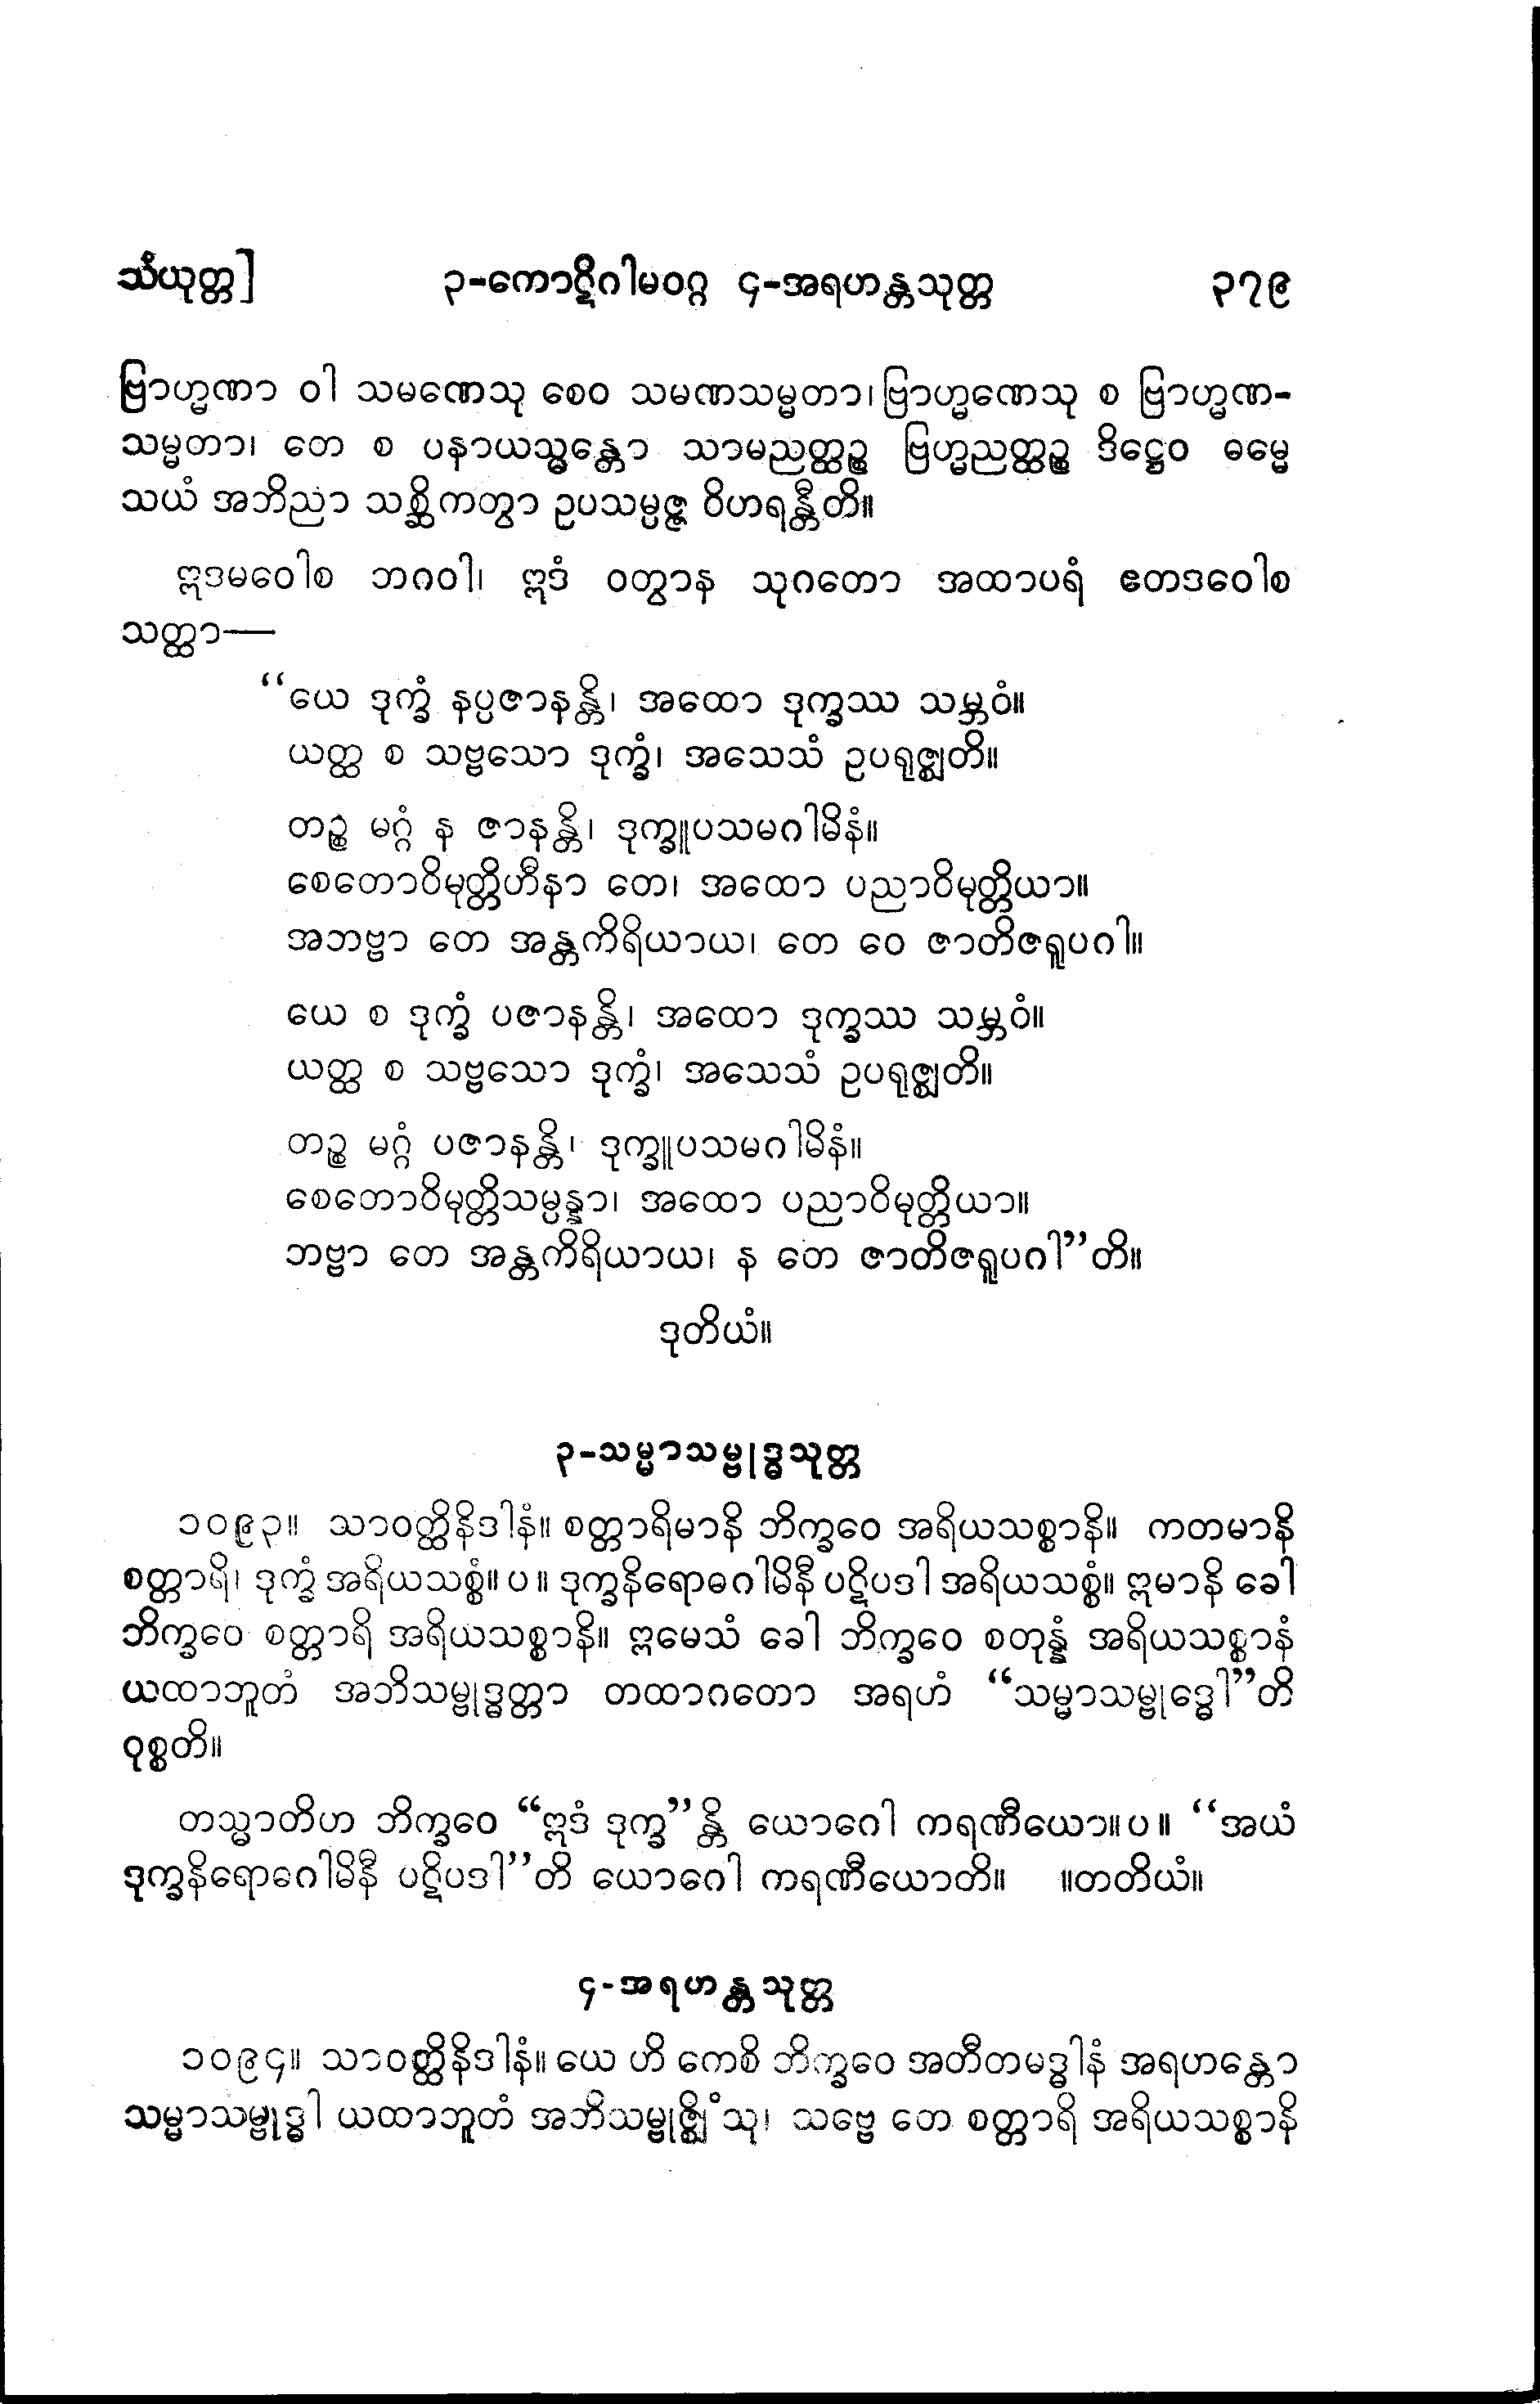 သံယုတ္တ] ၃-ကောဋိဂါမဝဂ္ဂ ၄-အရဟန္တသုတ္တ ၃၇၉
ဗြာဟ္မဏာ ဝါ သမဏေသု စေဝ သမဏသမ္မတာ၊ ဗြာဟ္မဏေသု စ ဗြာဟ္မဏ-
သမ္မတာ၊ တေ စ ပနာယသ္မန္တော သာမညတ္ထဉ္စ ဗြဟ္မညတ္ထဉ္စ ဒိဋ္ဌေဝ ဓမ္မေ
သယံ အဘိညာ သစ္ဆိကတွာ ဥပသမ္ပဇ္ဇ ဝိဟရန္တီတိ။
ဣဒမဝေါစ ဘဂဝါ၊ ဣဒံ ဝတွာန သုဂတော အထာပရံ ဧတဒဝေါစ
သတ္ထာ—
“ယေ ဒုက္ခံ နပ္ပဇာနန္တိ၊ အထော ဒုက္ခဿ သမ္ဘဝံ။
ယတ္ထ စ သဗ္ဗသော ဒုက္ခံ၊ အသေသံ ဥပရုဇ္ဈတိ။
တဉ္စ မဂ္ဂံ န ဇာနန္တိ၊ ဒုက္ခူပသမဂါမိနံ။
စေတောဝိမုတ္တိဟီနာ တေ၊ အထော ပညာဝိမုတ္တိယာ။
အဘဗ္ဗာ တေ အန္တကိရိယာယ၊ တေ ဝေ ဇာတိဇရူပဂါ။
ယေ စ ဒုက္ခံ ပဇာနန္တိ၊ အထော ဒုက္ခဿ သမ္ဘဝံ။
ယတ္ထ စ သဗ္ဗသော ဒုက္ခံ၊ အသေသံ ဥပရုဇ္ဈတိ။
တဉ္စ မဂ္ဂံ ပဇာနန္တိ၊ ဒုက္ခူပသမဂါမိနံ။
စေတောဝိမုတ္တိသမ္ပန္နာ၊ အထော ပညာဝိမုတ္တိယာ။
ဘဗ္ဗာ တေ အန္တကိရိယာယ၊ န တေ ဇာတိဇရူပဂါ”တိ။
ဒုတိယံ။
၃-သမ္မာသမ္ဗုဒ္ဓသုတ္တ
၁၀၉၃။ သာဝတ္ထိနိဒါနံ။ စတ္တာရိမာနိ ဘိက္ခဝေ အရိယသစ္စာနိ။ ကတမာနိ
စတ္တာရိ၊ ဒုက္ခံ အရိယသစ္စံ။ ပ ။ ဒုက္ခနိရောဓဂါမိနီ ပဋိပဒါ အရိယသစ္စံ။ ဣမာနိ ခေါ
ဘိက္ခဝေ စတ္တာရိ အရိယသစ္စာနိ။ ဣမေသံ ခေါ ဘိက္ခဝေ စတုန္နံ အရိယသစ္စာနံ
ယထာဘူတံ အဘိသမ္ဗုဒ္ဓတ္တာ တထာဂတော အရဟံ “သမ္မာသမ္ဗုဒ္ဓေါ”တိ
ဝုစ္စတိ။
တသ္မာတိဟ ဘိက္ခဝေ “ဣဒံ ဒုက္ခ”န္တိ ယောဂေါ ကရဏီယော။ ပ ။ “အယံ
ဒုက္ခနိရောဂေါမိနီ ပဋိပဒါ”တိ ယောဂေါ ကရဏီယောတိ။ ။တတိယံ။
၄-အရဟန္တသုတ္တ
၁၀၉၄။ သာဝတ္ထိနိဒါနံ။ ယေ ဟိ ကေစိ ဘိက္ခဝေ အတီတမဒ္ဓါနံ အရဟန္တော
သမ္မာသမ္ဗုဒ္ဓါ ယထာဘူတံ အဘိသမ္ဗုဇ္ဈိံသု၊ သဗ္ဗေ တေ စတ္တာရိ အရိယသစ္စာနိ